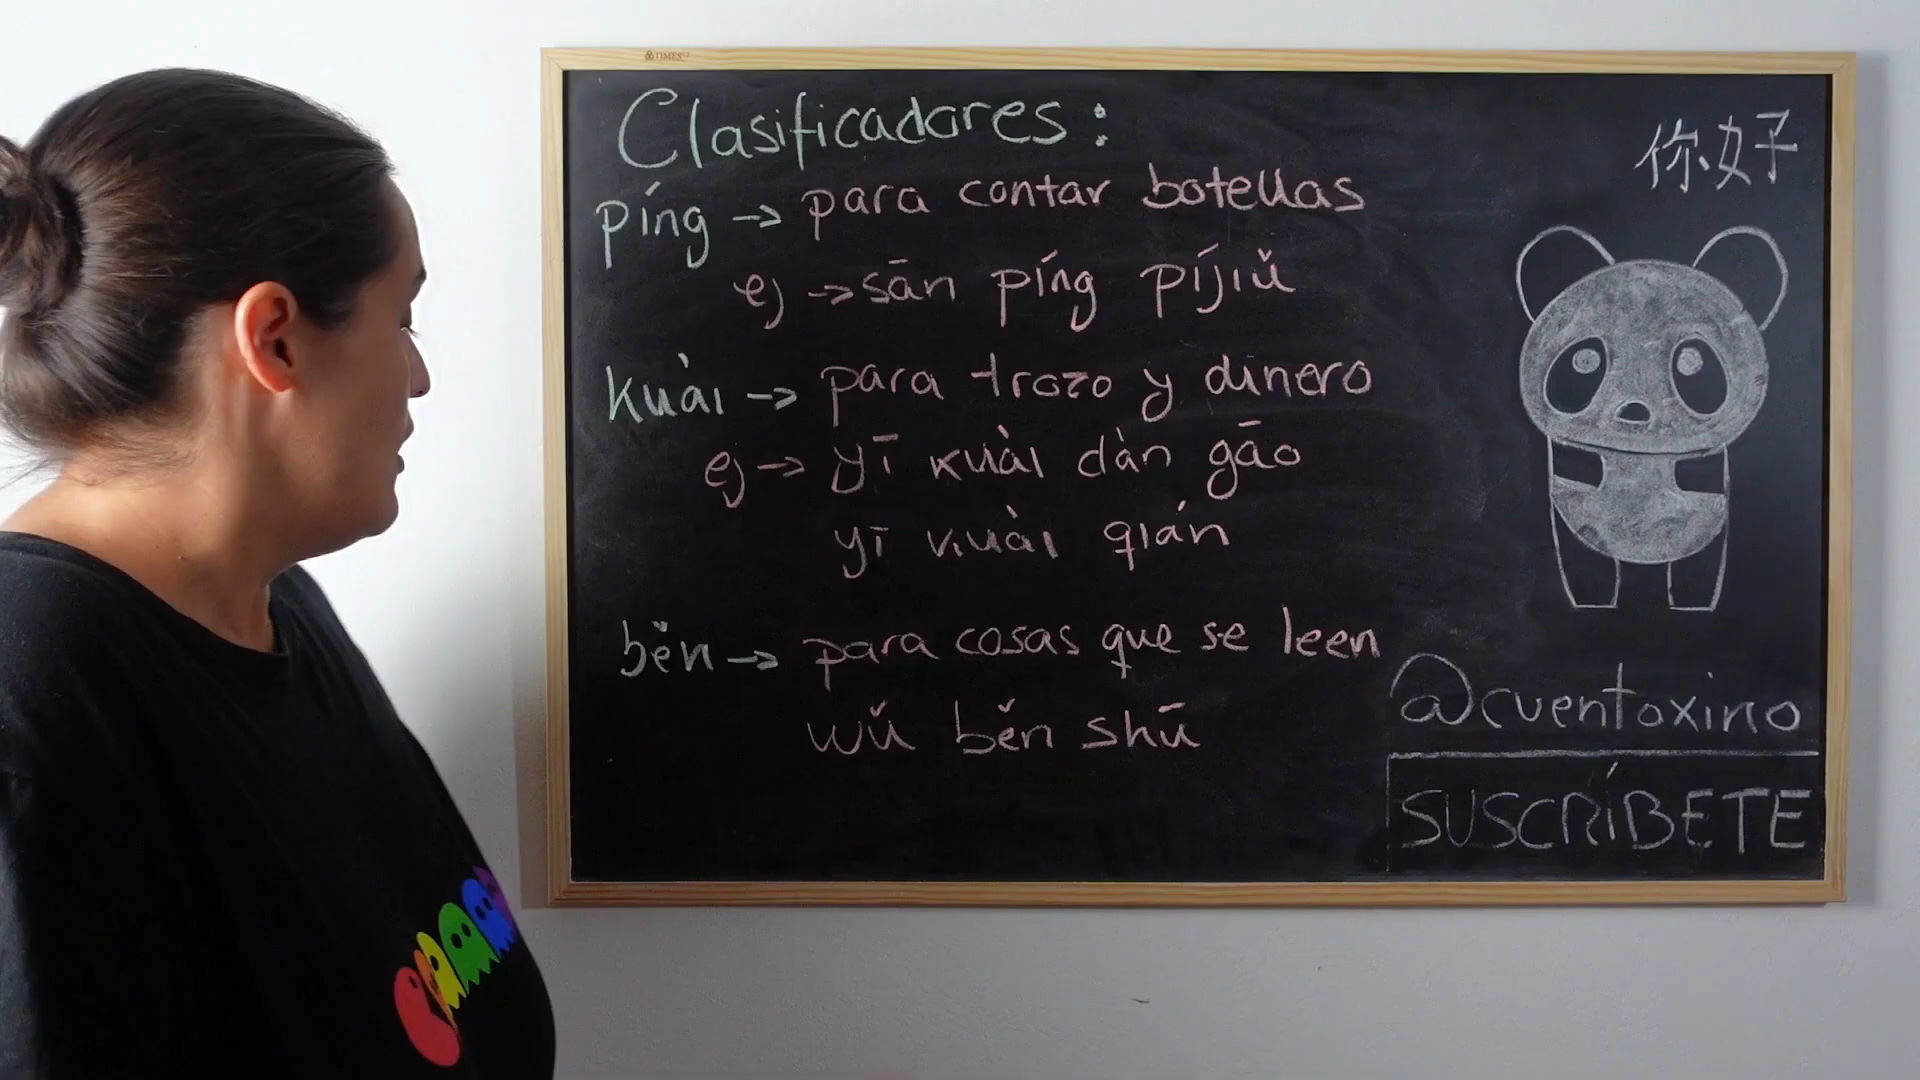 TIMES
Clasificadores:
píng → para contar botellas
ej → sān píng píjiǔ
kuài → para trozo y dinero
ej → yī kuài dàn gāo
yī kuài qián
běn → para cosas que se leen
wǔ běn shū
你好
@cuentoxino
SUSCRÍBETE